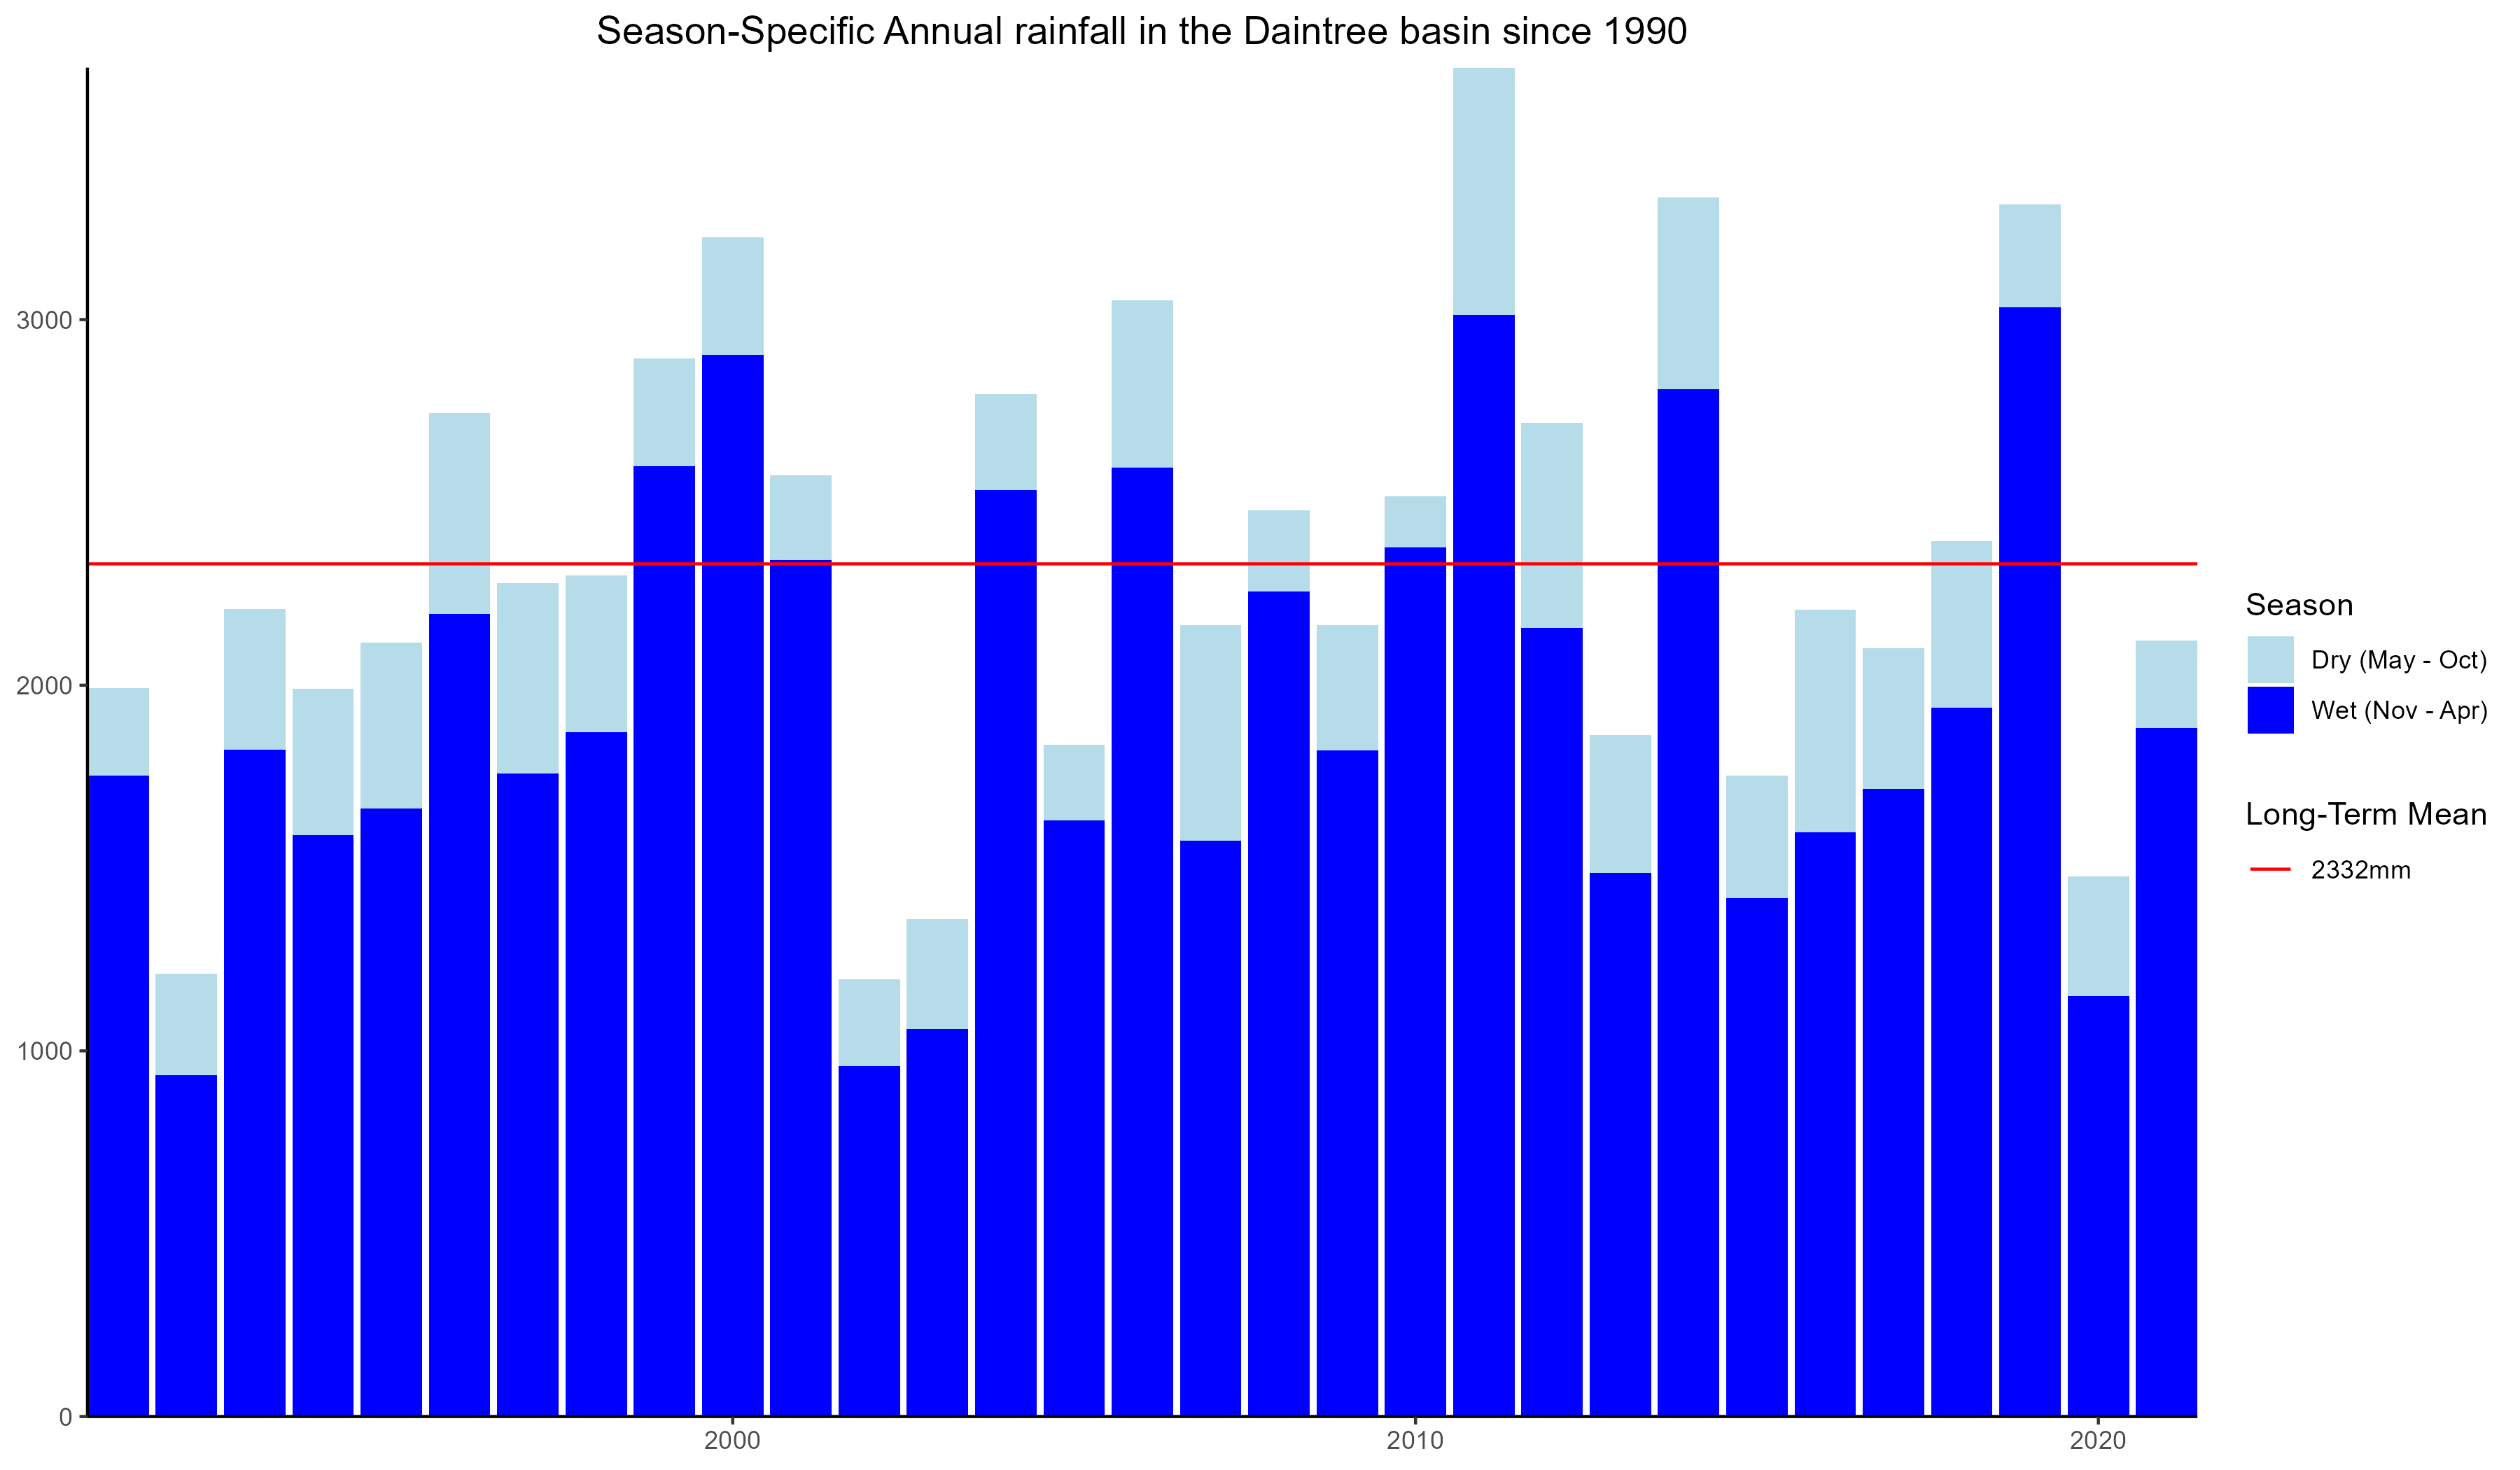 Season-Specific Annual rainfall in the Daintree basin since 1990
3000
2000
1000
0
2000
2010
2020
Season
Dry (May - Oct)
Wet (Nov - Apr)
Long-Term Mean
2332mm